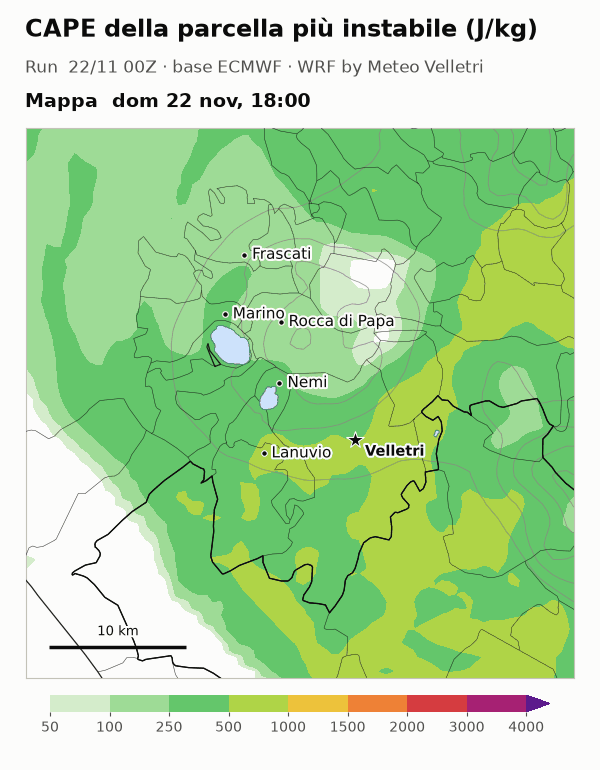 CAPE della parcella più instabile (J/kg)
Run  22/11 00Z · base ECMWF · WRF by Meteo Velletri
Mappa  dom 22 nov, 18:00
Frascati
Marino
Rocca di Papa
Nemi
Velletri
Lanuvio
10 km
50 100 250 500 1000 1500 2000 3000 4000